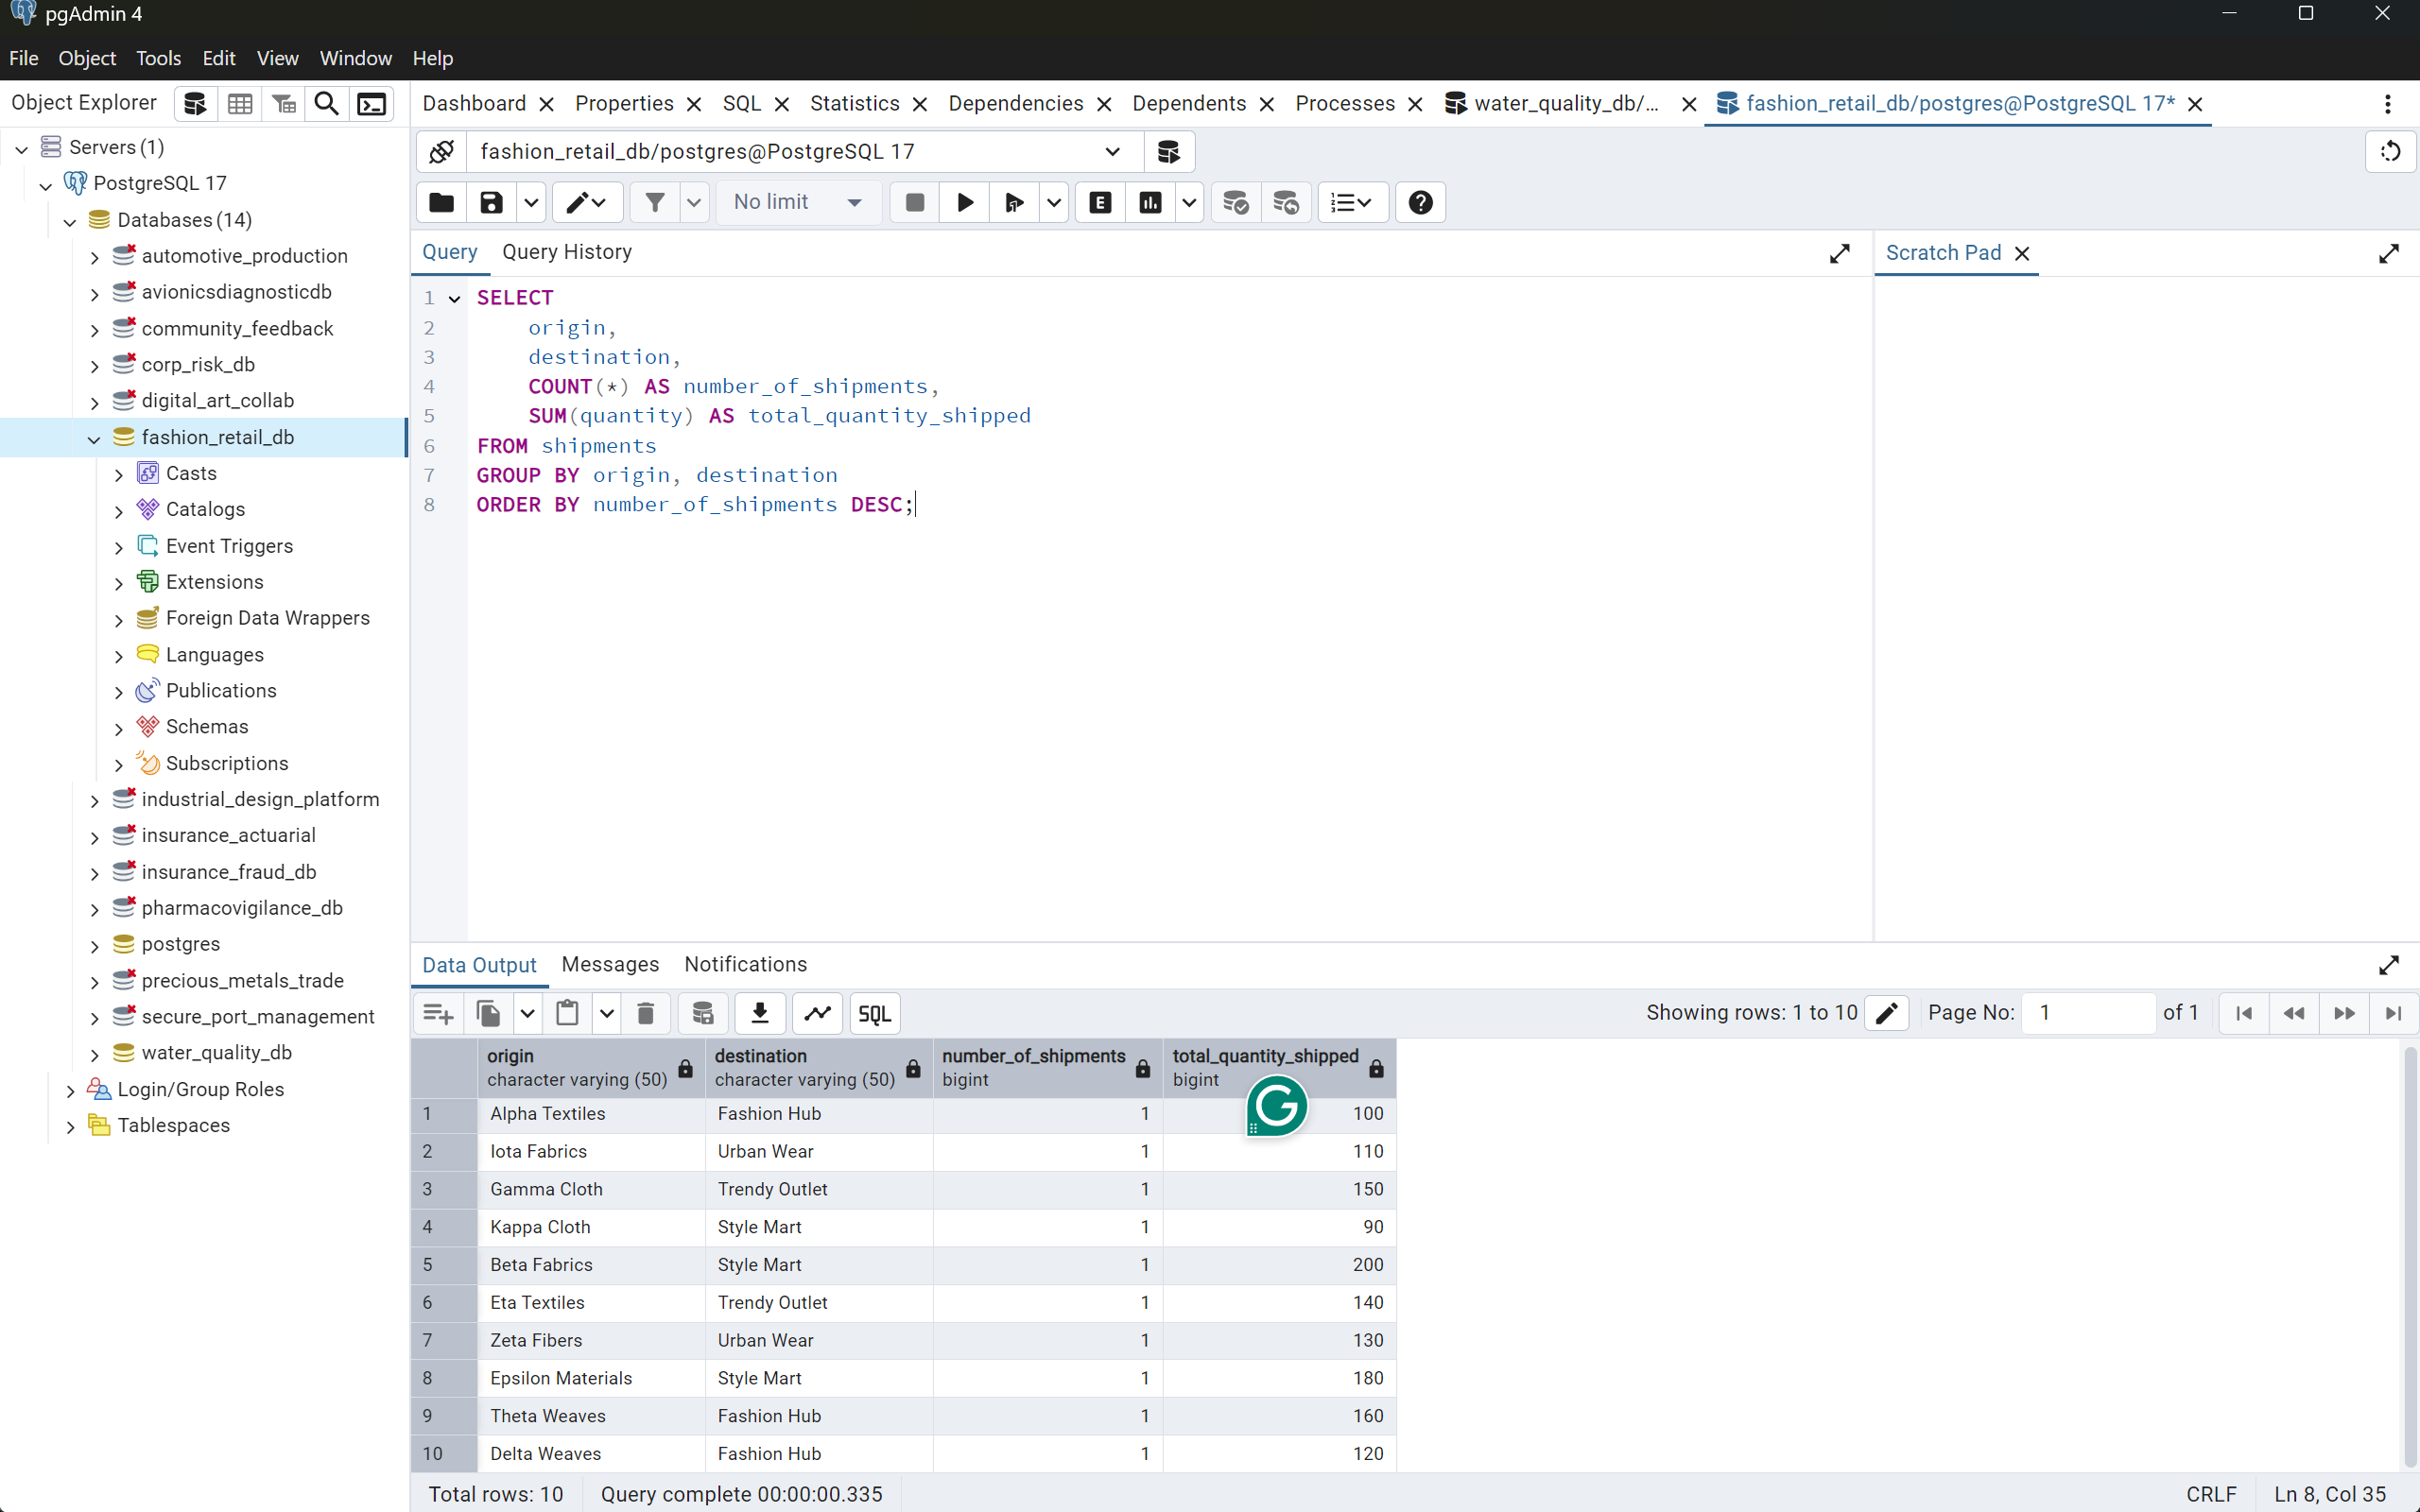 pgAdmin 4
File Object Tools Edit View Window Help
Object Explorer
Dashboard Properties SQL Statistics Dependencies Dependents Processes water_quality_db/... fashion_retail_db/postgres@PostgreSQL 17*
Servers (1)
PostgreSQL 17
Databases (14)
automotive_production
avionicsdiagnosticdb
community_feedback
corp_risk_db
digital_art_collab
fashion_retail_db
Casts
Catalogs
Event Triggers
Extensions
Foreign Data Wrappers
Languages
Publications
Schemas
Subscriptions
industrial_design_platform
insurance_actuarial
insurance_fraud_db
pharmacovigilance_db
postgres
precious_metals_trade
secure_port_management
water_quality_db
Login/Group Roles
Tablespaces
fashion_retail_db/postgres@PostgreSQL 17
No limit E
Query Query History
Scratch Pad
1 SELECT
2 origin,
3 destination,
4 COUNT(*) AS number_of_shipments,
5 SUM(quantity) AS total_quantity_shipped
6 FROM shipments
7 GROUP BY origin, destination
8 ORDER BY number_of_shipments DESC;
Data Output Messages Notifications
SQL Showing rows: 1 to 10 Page No: 1 of 1
origin destination number_of_shipments total_quantity_shipped
character varying (50) character varying (50) bigint bigint
G
1 Alpha Textiles Fashion Hub 1 100
2 Iota Fabrics Urban Wear 1 110
3 Gamma Cloth Trendy Outlet 1 150
4 Kappa Cloth Style Mart 1 90
5 Beta Fabrics Style Mart 1 200
6 Eta Textiles Trendy Outlet 1 140
7 Zeta Fibers Urban Wear 1 130
8 Epsilon Materials Style Mart 1 180
9 Theta Weaves Fashion Hub 1 160
10 Delta Weaves Fashion Hub 1 120
Total rows: 10 Query complete 00:00:00.335 CRLF Ln 8, Col 35